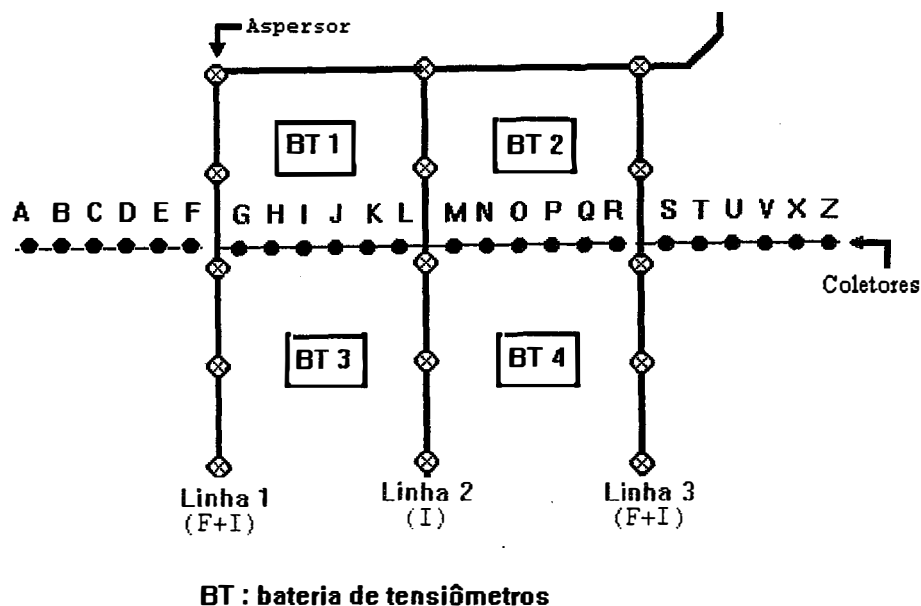 Aspersor
BT 1
BT 2
A B C D E F G H I J K L M N O P Q R S T U V X Z
Coletores
BT 3
BT 4
Linha 1
(F+I)
Linha 2
(I)
Linha 3
(F+I)
BT : bateria de tensiômetros